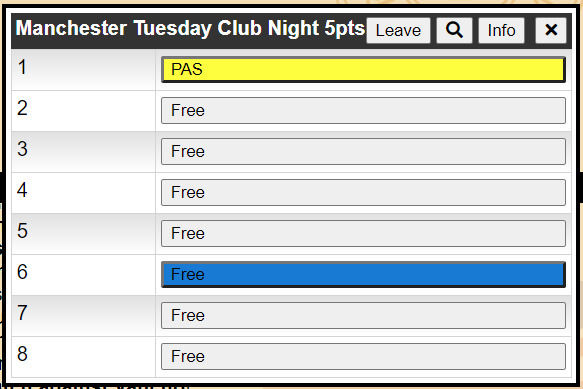 Manchester Tuesday Club Night 5pts Leave Info
1 PAS
2 Free
3 Free
4 Free
5 Free
6 Free
7 Free
8 Free